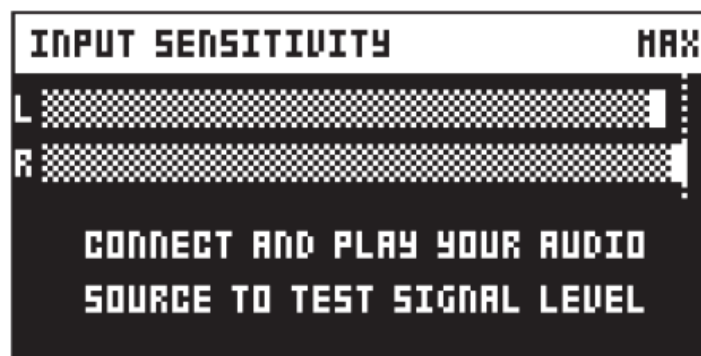 INPUT SENSITIVITY MAX
L
R
CONNECT AND PLAY YOUR AUDIO
SOURCE TO TEST SIGNAL LEVEL